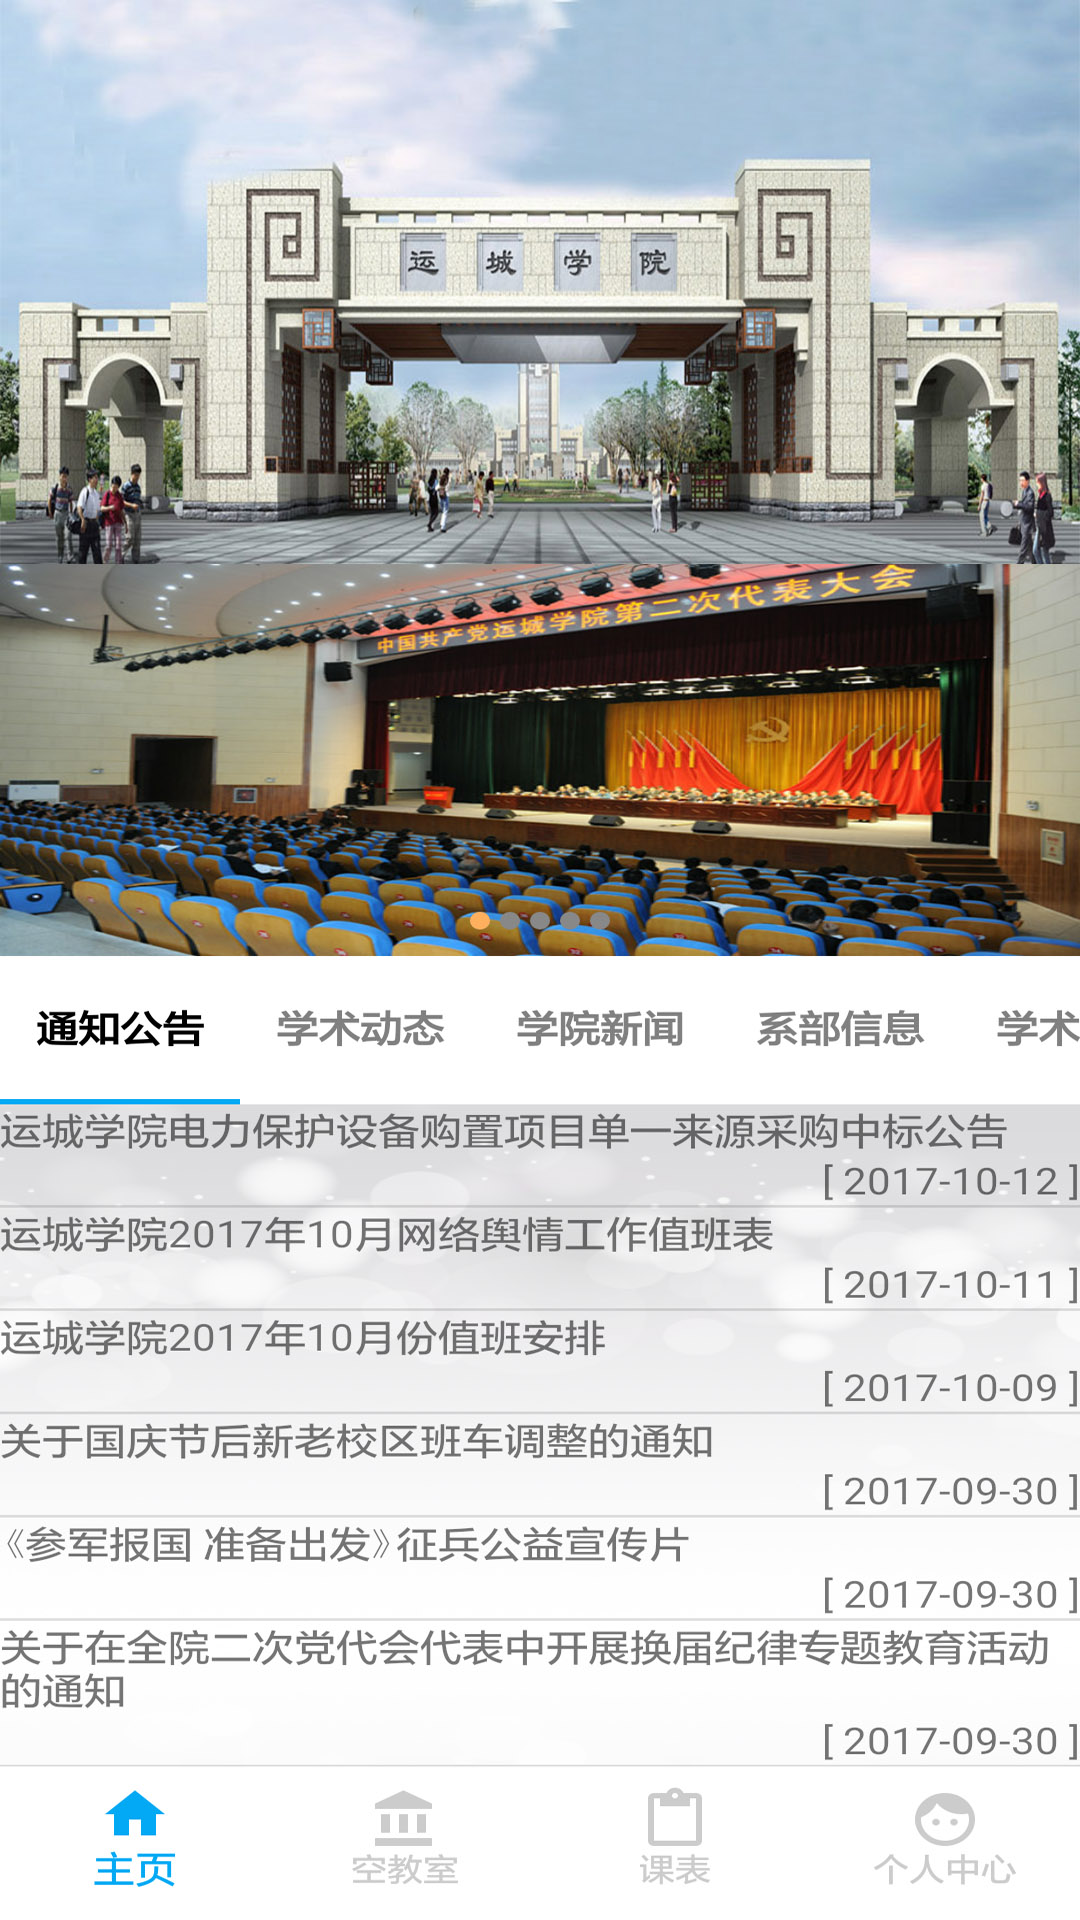 运 城 学 院
中国共产党运城学院第二次代表大会
通知公告 学术动态 学院新闻 系部信息 学术
运城学院电力保护设备购置项目单一来源采购中标公告
[ 2017-10-12 ]
运城学院2017年10月网络舆情工作值班表
[ 2017-10-11 ]
运城学院2017年10月份值班安排
[ 2017-10-09 ]
关于国庆节后新老校区班车调整的通知
[ 2017-09-30 ]
《参军报国 准备出发》征兵公益宣传片
[ 2017-09-30 ]
关于在全院二次党代会代表中开展换届纪律专题教育活动
的通知
[ 2017-09-30 ]
主页 空教室 课表 个人中心